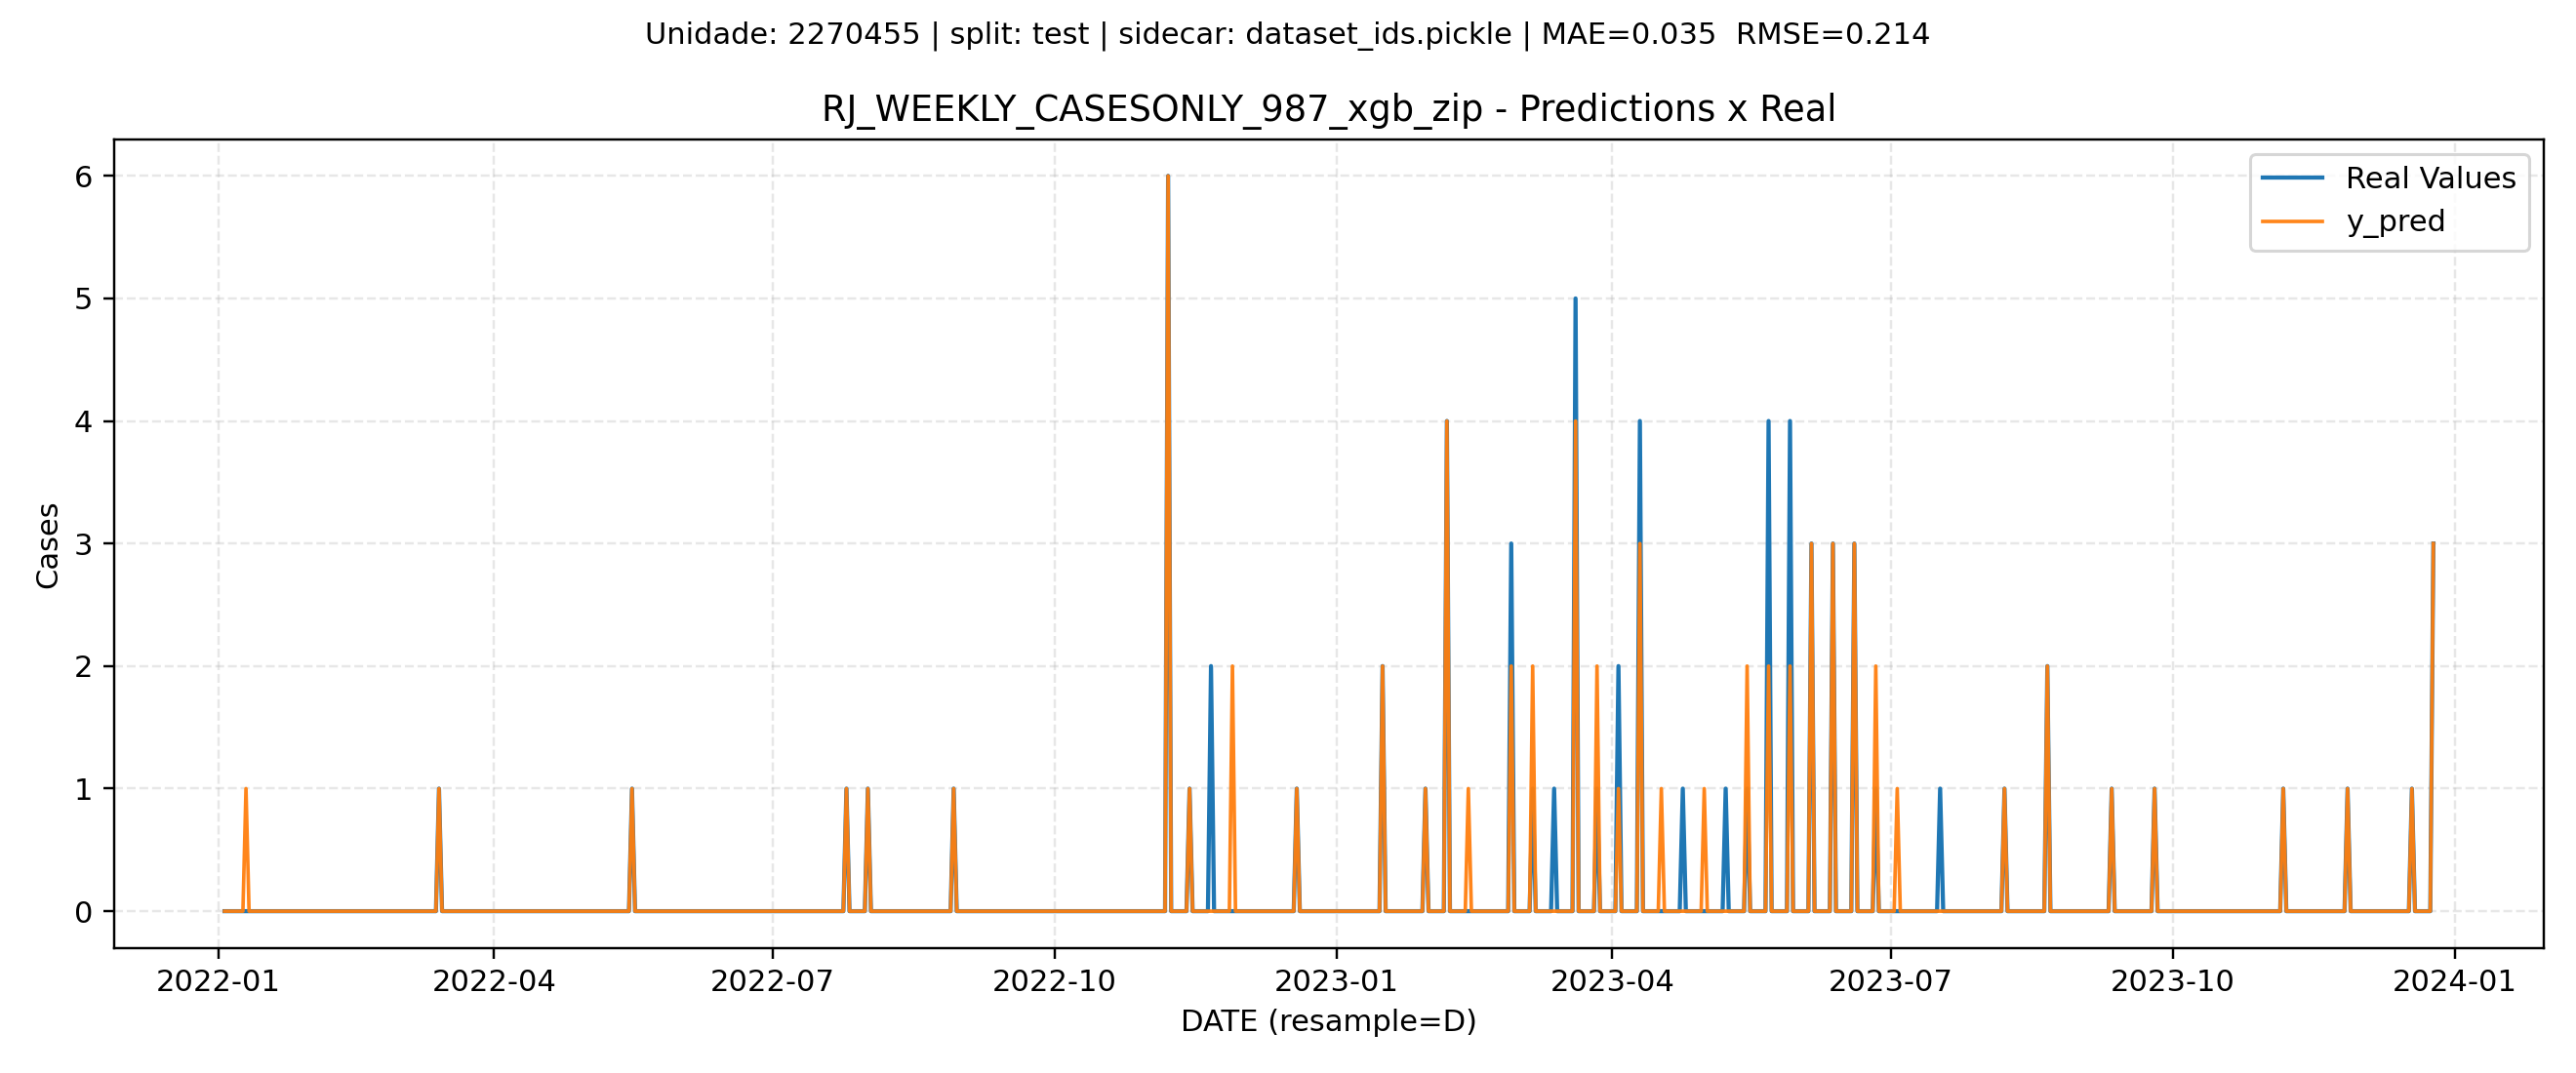 Unidade: 2270455 | split: test | sidecar: dataset_ids.pickle | MAE=0.035  RMSE=0.214
RJ_WEEKLY_CASESONLY_987_xgb_zip - Predictions x Real
Real Values
y_pred
6
5
4
3
2
1
0
Cases
2022-01
2022-04
2022-07
2022-10
2023-01
2023-04
2023-07
2023-10
2024-01
DATE (resample=D)